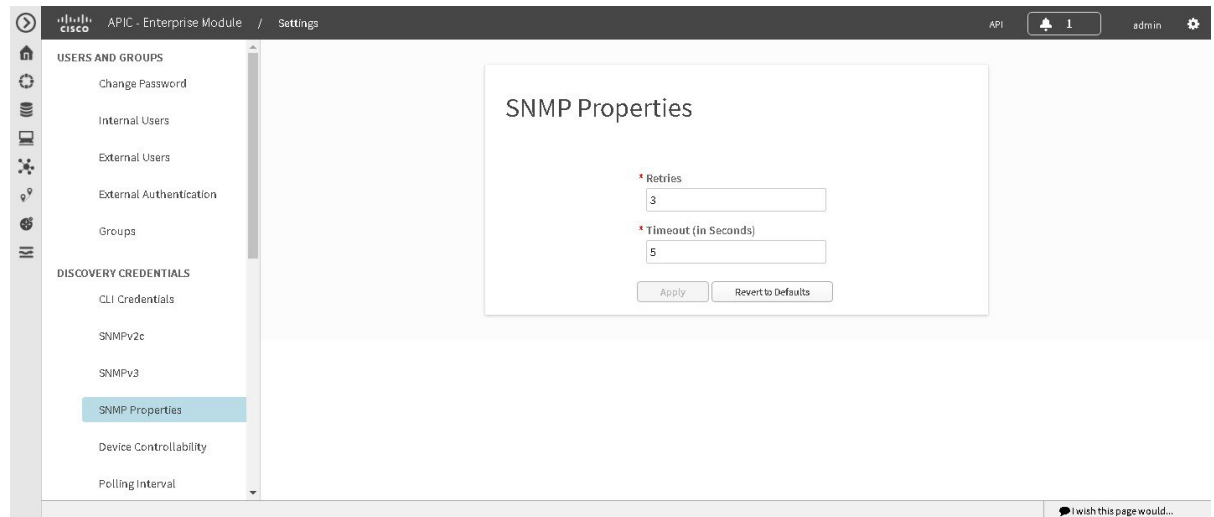 cisco APIC - Enterprise Module / Settings API 1 admin
USERS AND GROUPS
Change Password
Internal Users
External Users
External Authentication
Groups
DISCOVERY CREDENTIALS
CLI Credentials
SNMPv2c
SNMPv3
SNMP Properties
Device Controllability
Polling Interval
SNMP Properties
* Retries
3
* Timeout (in Seconds)
5
Apply Revert to Defaults
I wish this page would...